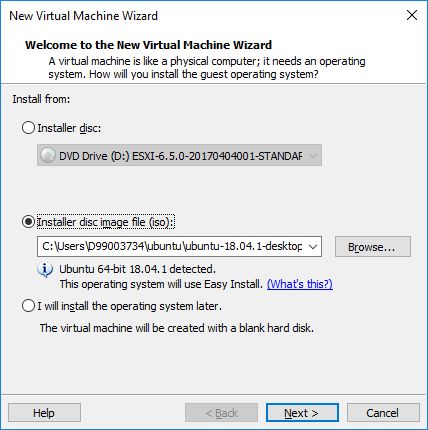 New Virtual Machine Wizard
Welcome to the New Virtual Machine Wizard
A virtual machine is like a physical computer; it needs an operating
system. How will you install the guest operating system?
Install from:
Installer disc:
DVD Drive (D:) ESXI-6.5.0-20170404001-STANDAR
Installer disc image file (iso):
C:\Users\D99003734\ubuntu\ubuntu-18.04.1-desktop
Browse...
Ubuntu 64-bit 18.04.1 detected.
This operating system will use Easy Install. (What's this?)
I will install the operating system later.
The virtual machine will be created with a blank hard disk.
Help
< Back
Next >
Cancel